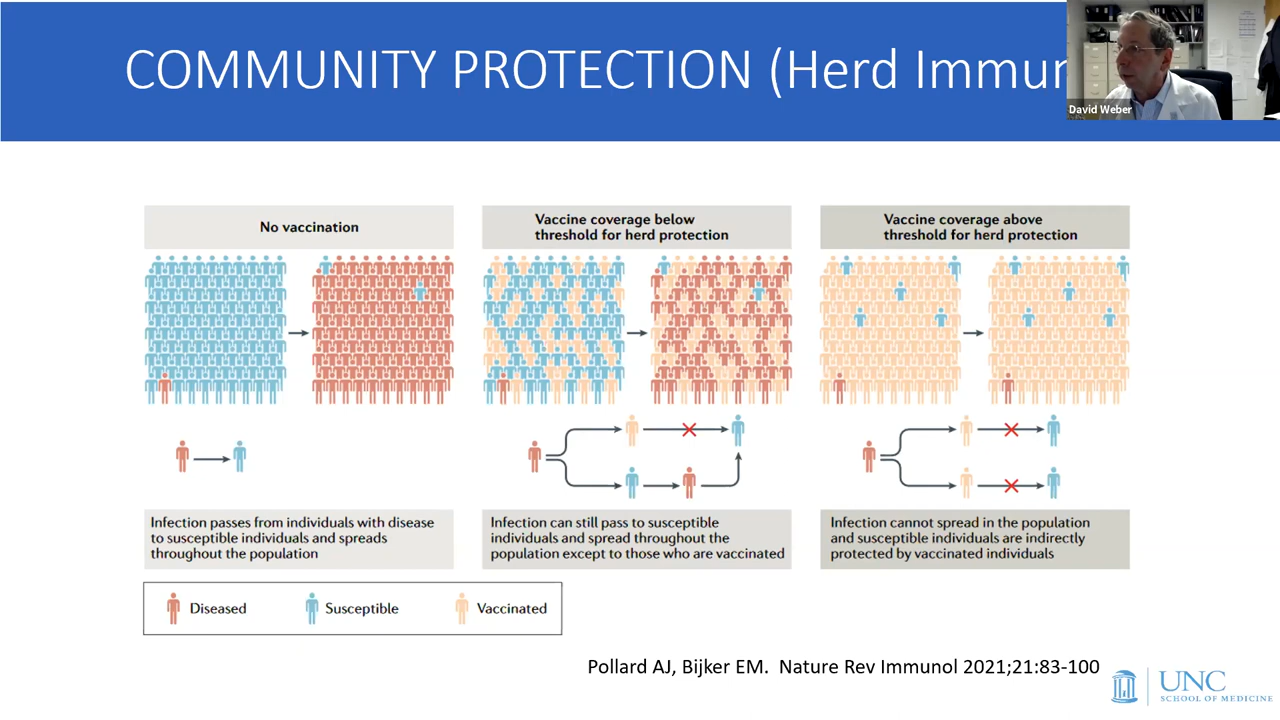 COMMUNITY PROTECTION (Herd Immun
David Weber
No vaccination
Vaccine coverage below
threshold for herd protection
Vaccine coverage above
threshold for herd protection
Infection passes from individuals with disease
to susceptible individuals and spreads
throughout the population
Infection can still pass to susceptible
individuals and spread throughout the
population except to those who are vaccinated
Infection cannot spread in the population
and susceptible individuals are indirectly
protected by vaccinated individuals
Diseased
Susceptible
Vaccinated
Pollard AJ, Bijker EM. Nature Rev Immunol 2021;21:83-100
UNC
SCHOOL OF MEDICINE